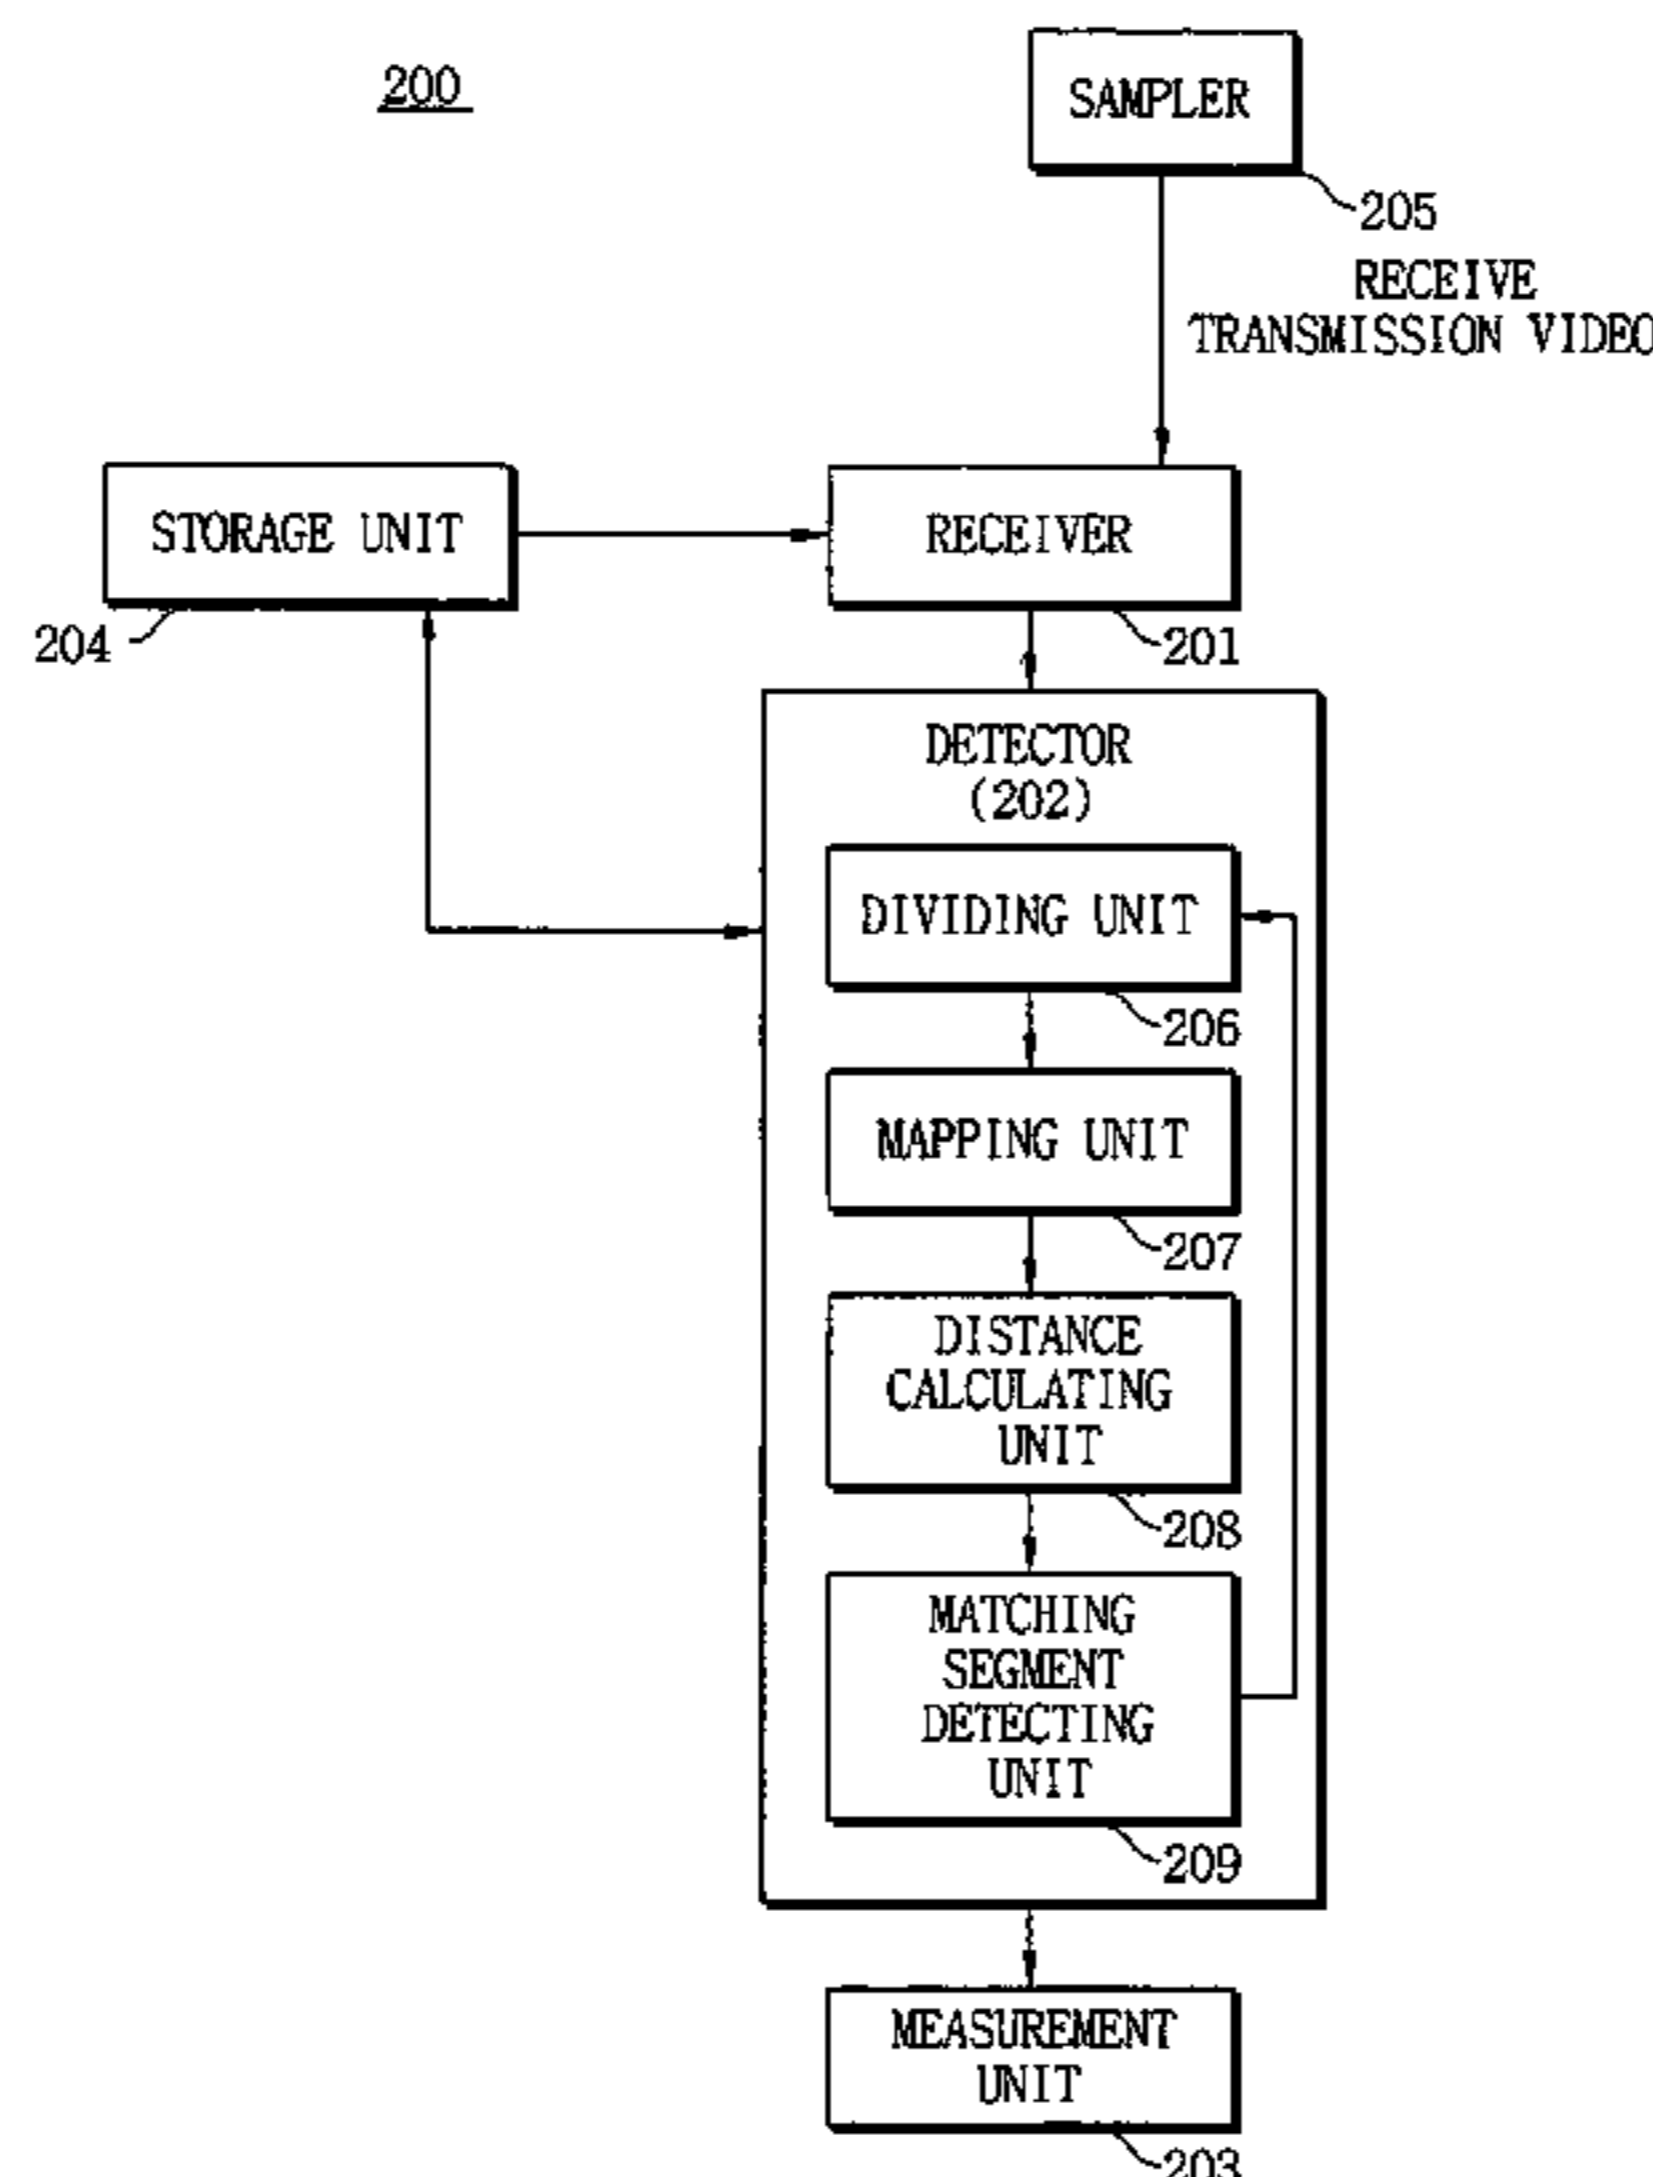 200
SAMPLER
205
RECEIVE
TRANSMISSION VIDEO
STORAGE UNIT
RECEIVER
204
201
DETECTOR
(202)
DIVIDING UNIT
206
MAPPING UNIT
207
DISTANCE
CALCULATING
UNIT
208
MATCHING
SEGMENT
DETECTING
UNIT
209
MEASUREMENT
UNIT
203